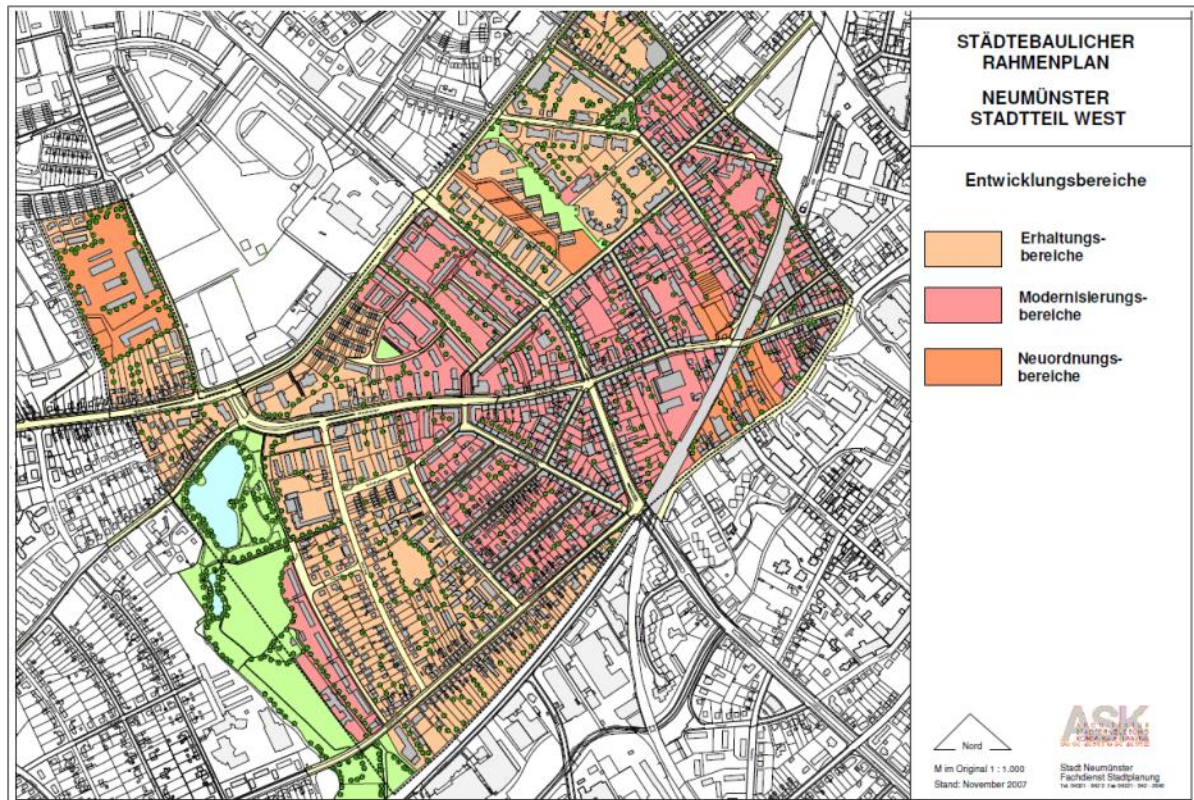 STÄDTEBAULICHER
RAHMENPLAN
NEUMÜNSTER
STADTTEIL WEST
Entwicklungsbereiche
Erhaltungs-
bereiche
Modernisierungs-
bereiche
Neuordnungs-
bereiche
Nord
M im Original 1 : 1.000
Stand: November 2007
ASK
Stadt Neumünster
Fachdienst Stadtplanung